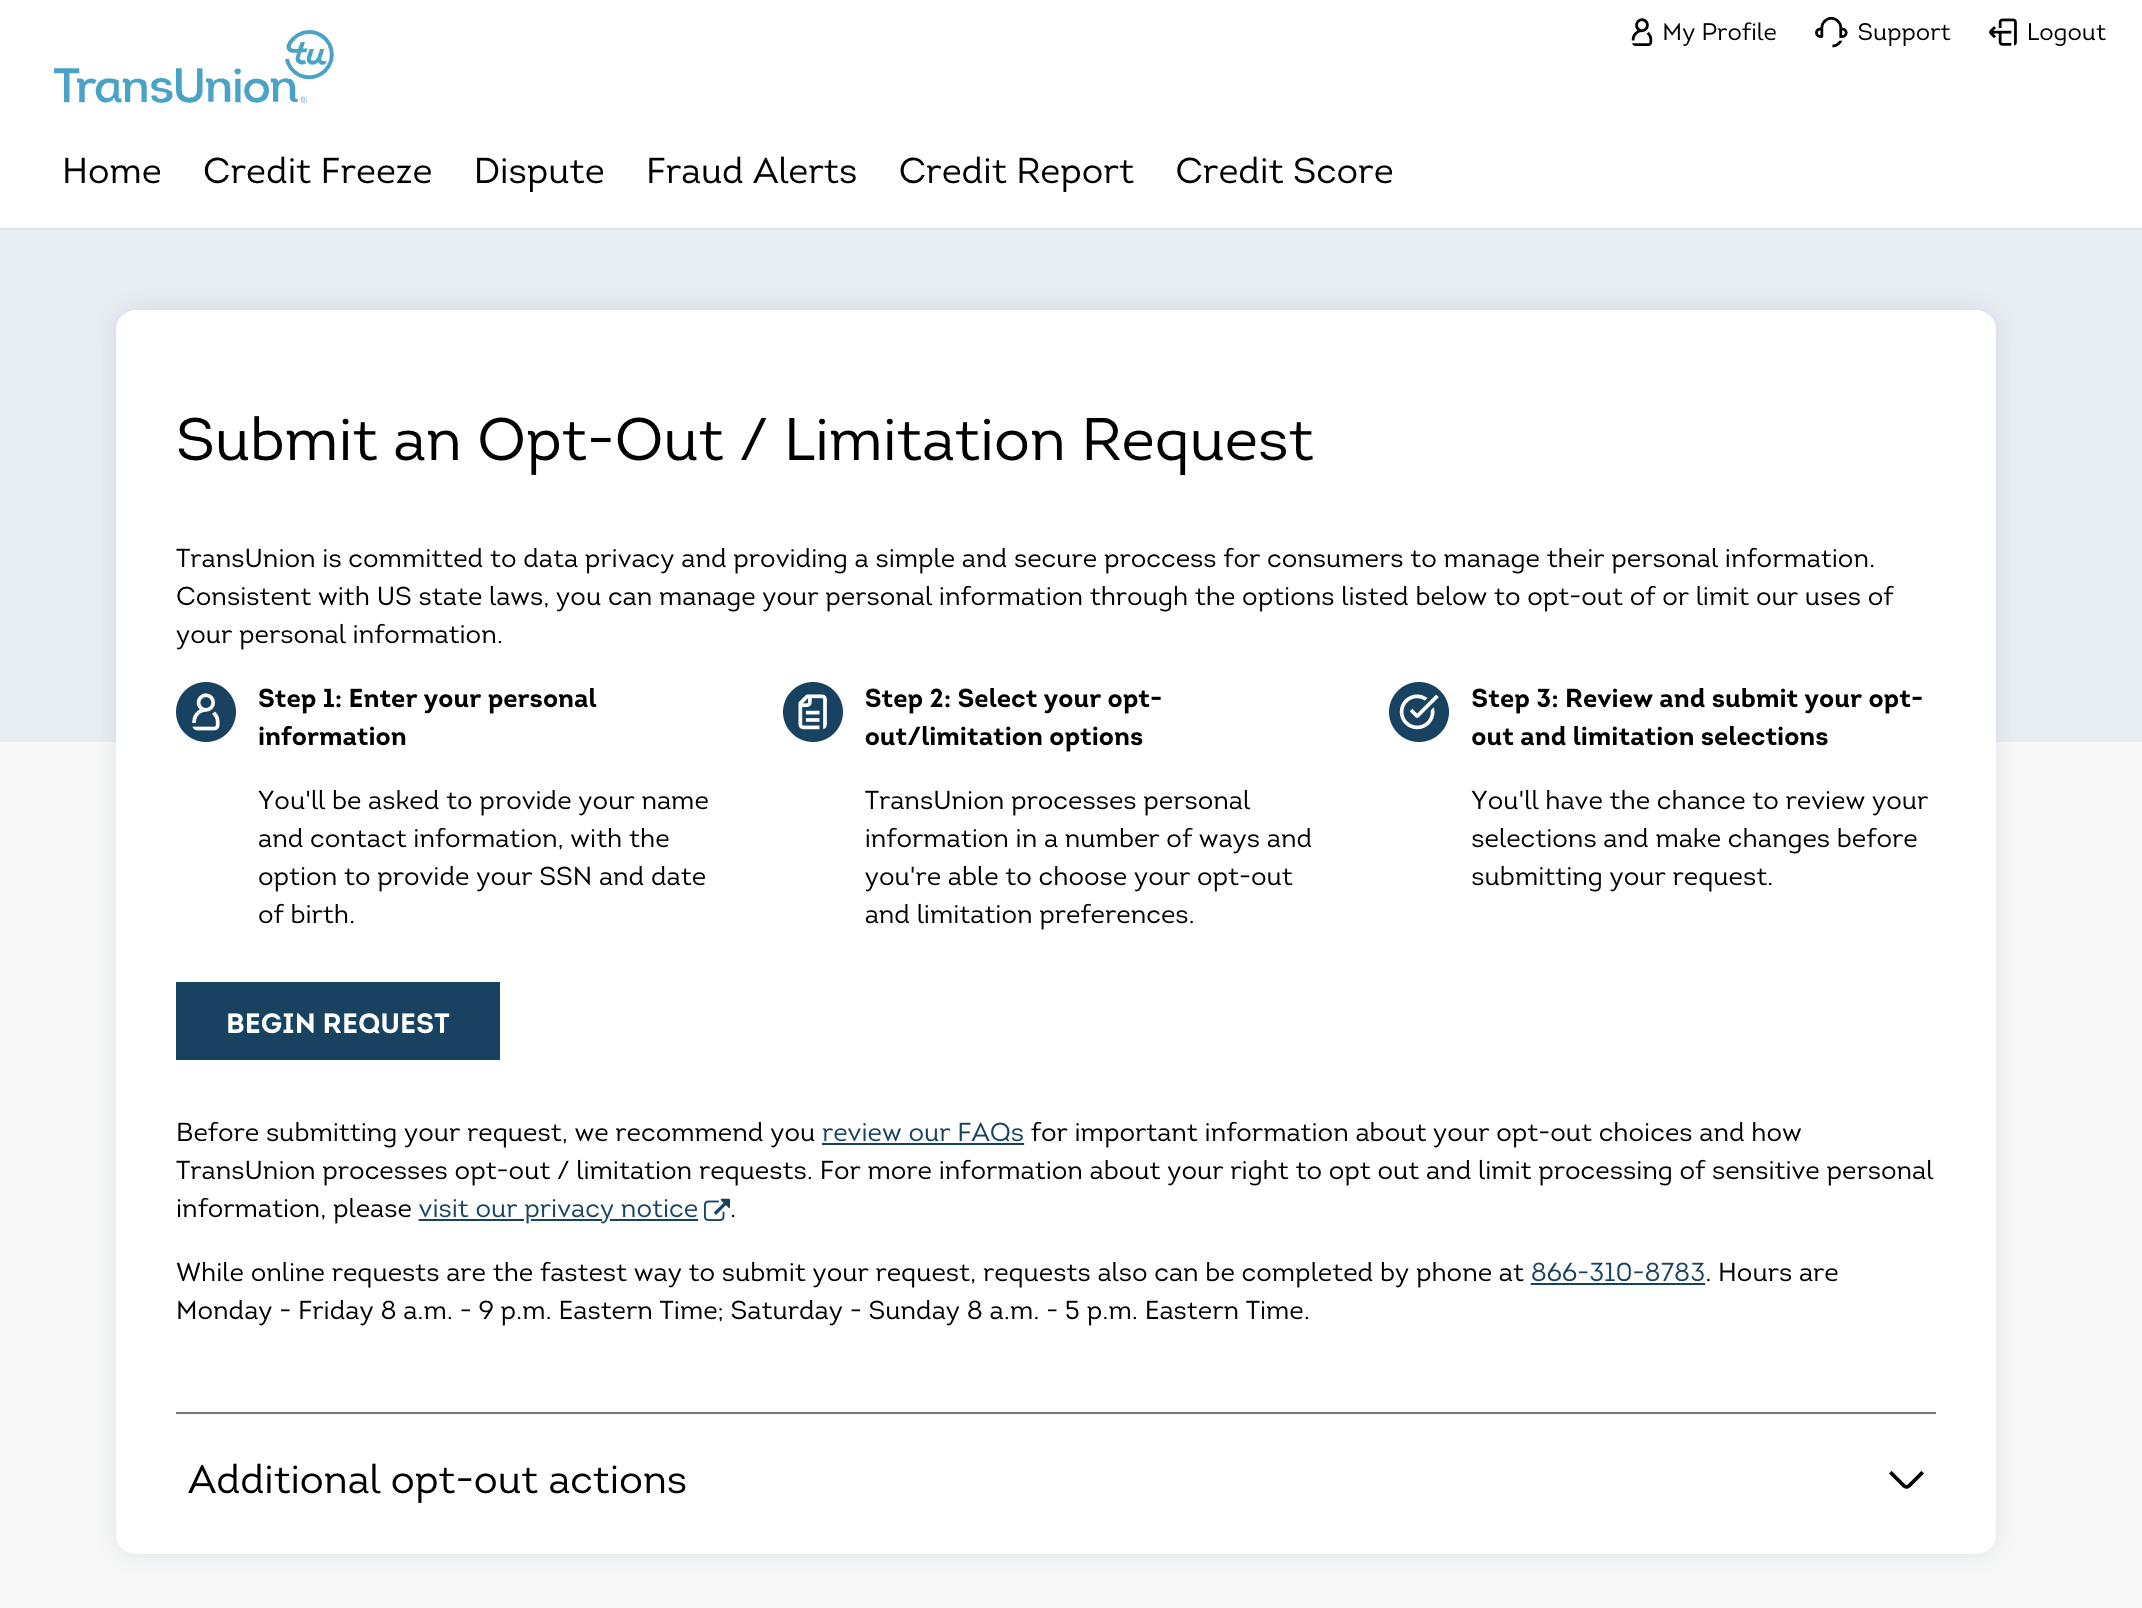 My Profile Support Logout
tu
TransUnion®
Home Credit Freeze Dispute Fraud Alerts Credit Report Credit Score
Submit an Opt-Out / Limitation Request
TransUnion is committed to data privacy and providing a simple and secure proccess for consumers to manage their personal information.
Consistent with US state laws, you can manage your personal information through the options listed below to opt-out of or limit our uses of
your personal information.
Step 1: Enter your personal
information
You'll be asked to provide your name
and contact information, with the
option to provide your SSN and date
of birth.
Step 2: Select your opt-
out/limitation options
TransUnion processes personal
information in a number of ways and
you're able to choose your opt-out
and limitation preferences.
Step 3: Review and submit your opt-
out and limitation selections
You'll have the chance to review your
selections and make changes before
submitting your request.
BEGIN REQUEST
Before submitting your request, we recommend you review our FAQs for important information about your opt-out choices and how
TransUnion processes opt-out / limitation requests. For more information about your right to opt out and limit processing of sensitive personal
information, please visit our privacy notice.
While online requests are the fastest way to submit your request, requests also can be completed by phone at 866-310-8783. Hours are
Monday - Friday 8 a.m. - 9 p.m. Eastern Time; Saturday - Sunday 8 a.m. - 5 p.m. Eastern Time.
Additional opt-out actions